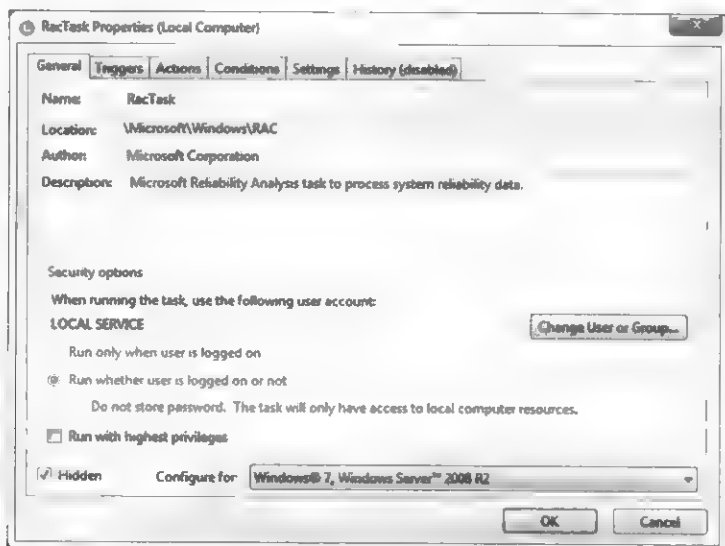 RacTask Properties (Local Computer)
General Triggers Actions Conditions Settings History (disabled)
Name: RacTask
Location: \Microsoft\Windows\RAC
Author: Microsoft Corporation
Description: Microsoft Reliability Analysis task to process system reliability data.
Security options
When running the task, use the following user account:
LOCAL SERVICE Change User or Group...
Run only when user is logged on
Run whether user is logged on or not
Do not store password. The task will only have access to local computer resources.
Run with highest privileges
Hidden Configure for: Windows® 7, Windows Server™ 2008 R2
OK Cancel